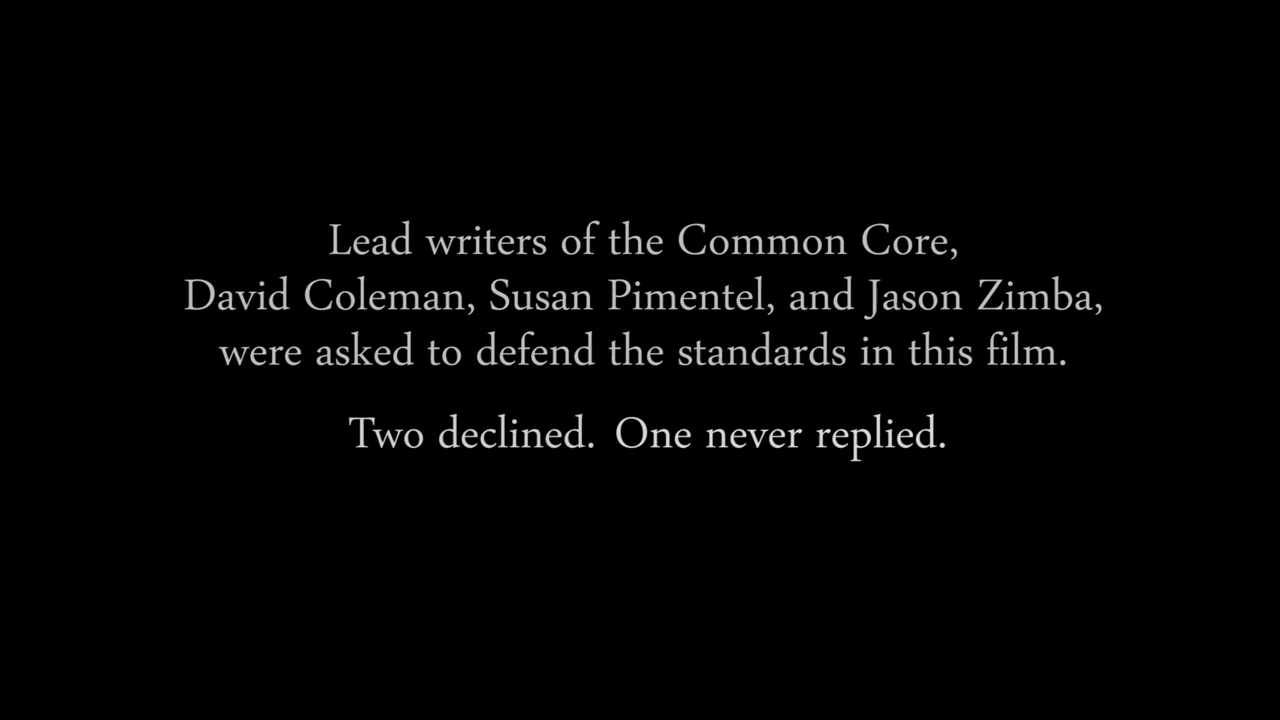 Lead writers of the Common Core,
David Coleman, Susan Pimentel, and Jason Zimba,
were asked to defend the standards in this film.
Two declined. One never replied.